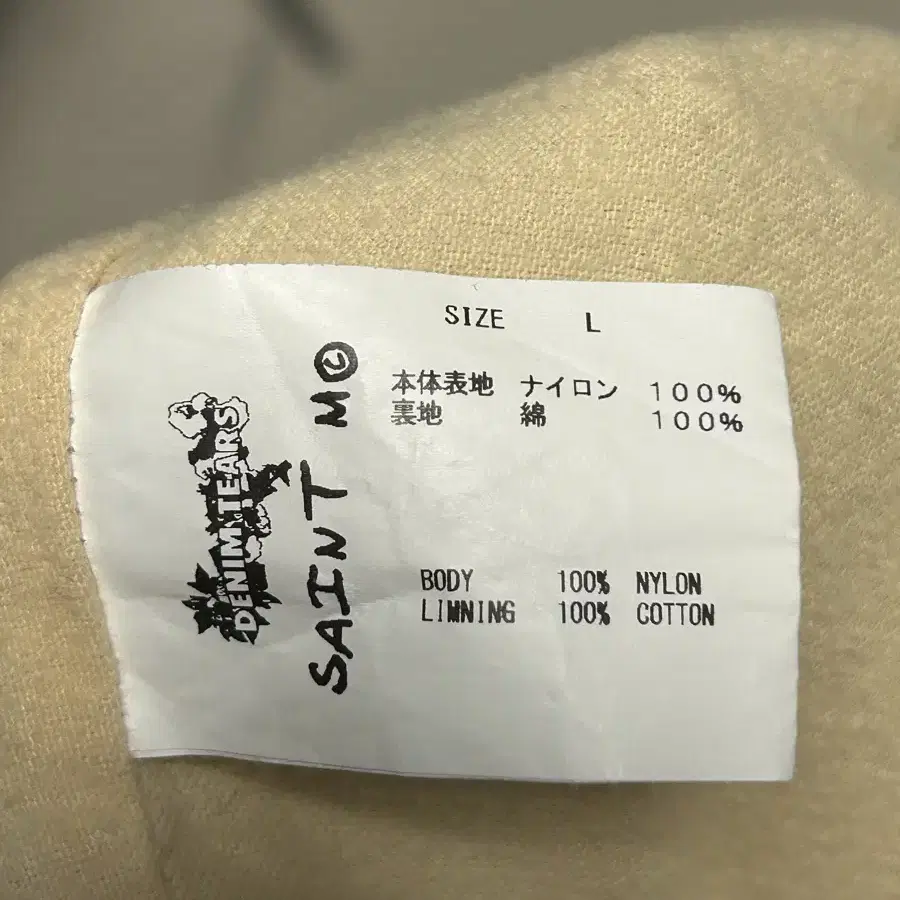 SIZE L
本体表地 ナイロン 100%
裏地 綿 100%
BODY 100% NYLON
LIMNING 100% COTTON
DENIM TEARS
SAINT M